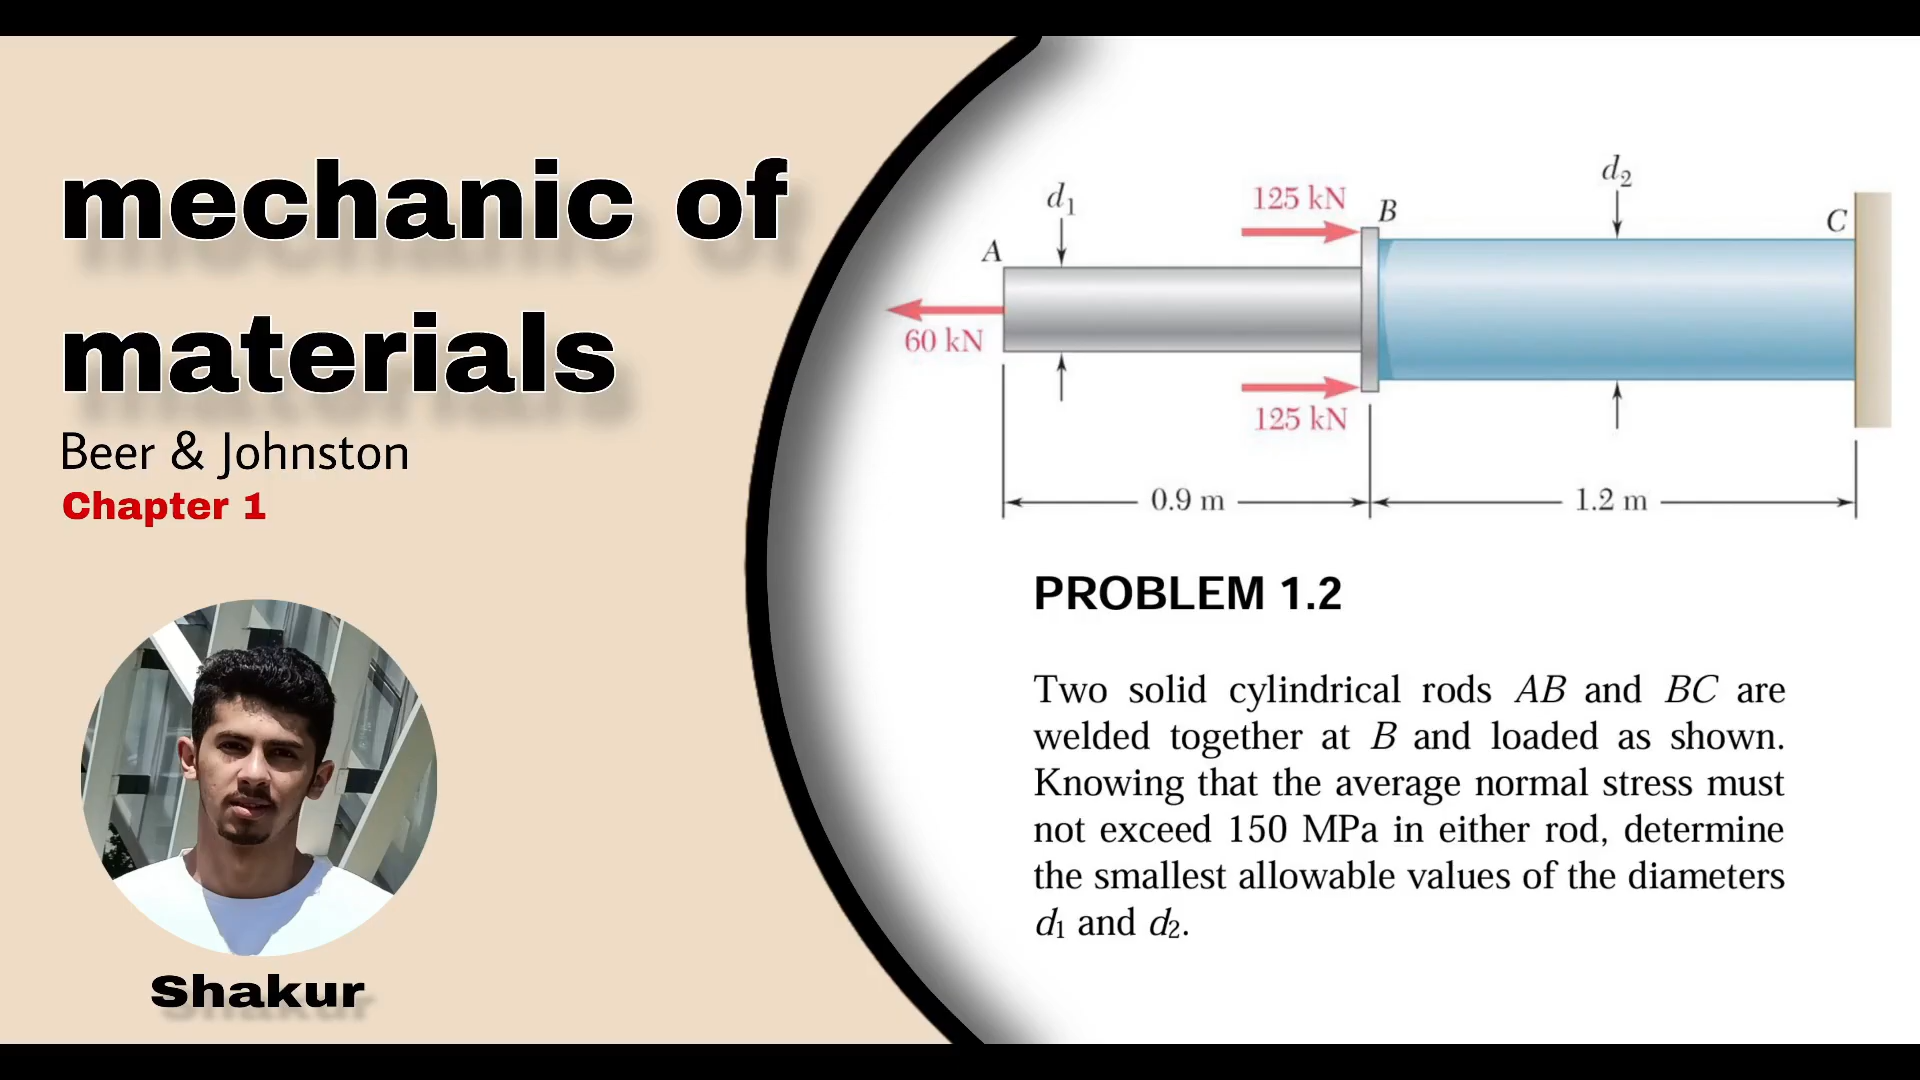 mechanic of
materials
Beer & Johnston
Chapter 1
Shakur
d₁
125 kN
B
d₂
C
A
60 kN
125 kN
0.9 m
1.2 m
PROBLEM 1.2
Two solid cylindrical rods AB and BC are
welded together at B and loaded as shown.
Knowing that the average normal stress must
not exceed 150 MPa in either rod, determine
the smallest allowable values of the diameters
d₁ and d₂.